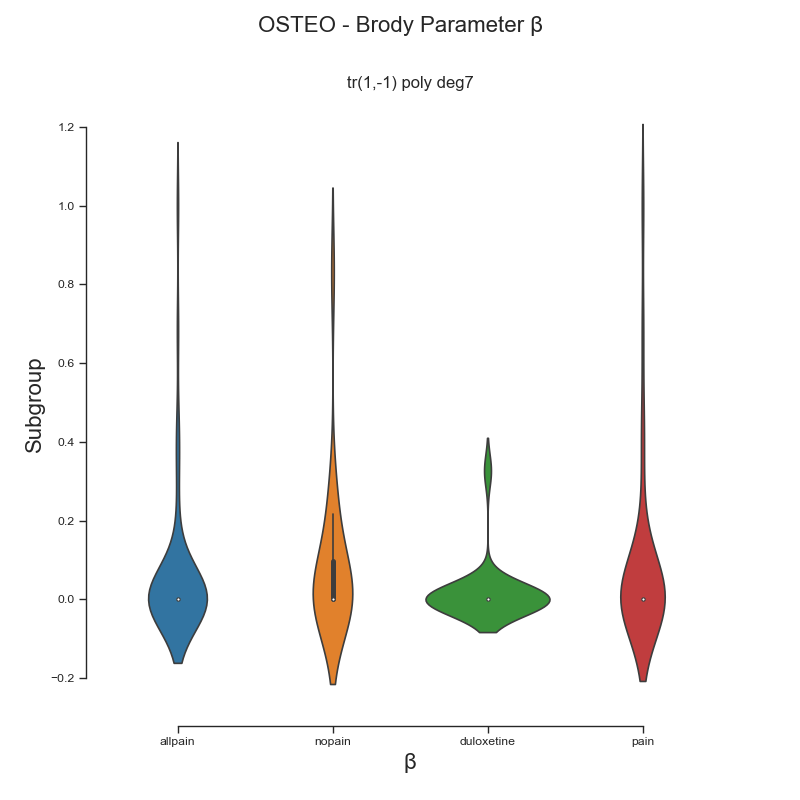 OSTEO - Brody Parameter β
tr(1,-1) poly deg7
1.2
1.0
0.8
0.6
0.4
0.2
0.0
−0.2
Subgroup
allpain nopain duloxetine pain
β